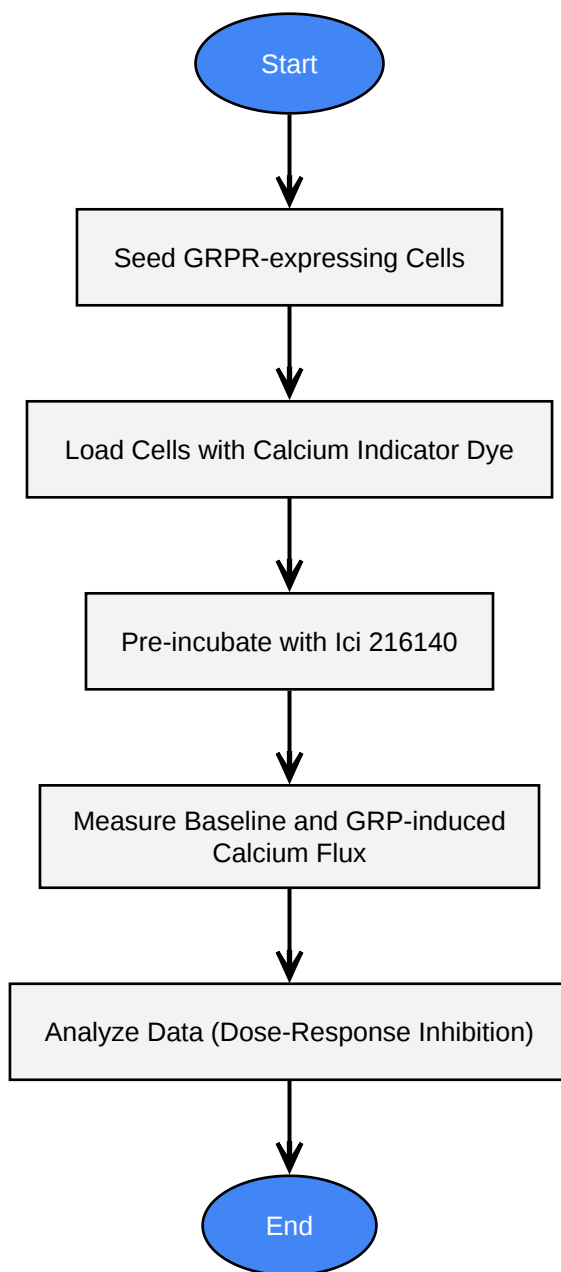 Start
Seed GRPR-expressing Cells
Load Cells with Calcium Indicator Dye
Pre-incubate with Ici 216140
Measure Baseline and GRP-induced
Calcium Flux
Analyze Data (Dose-Response Inhibition)
End